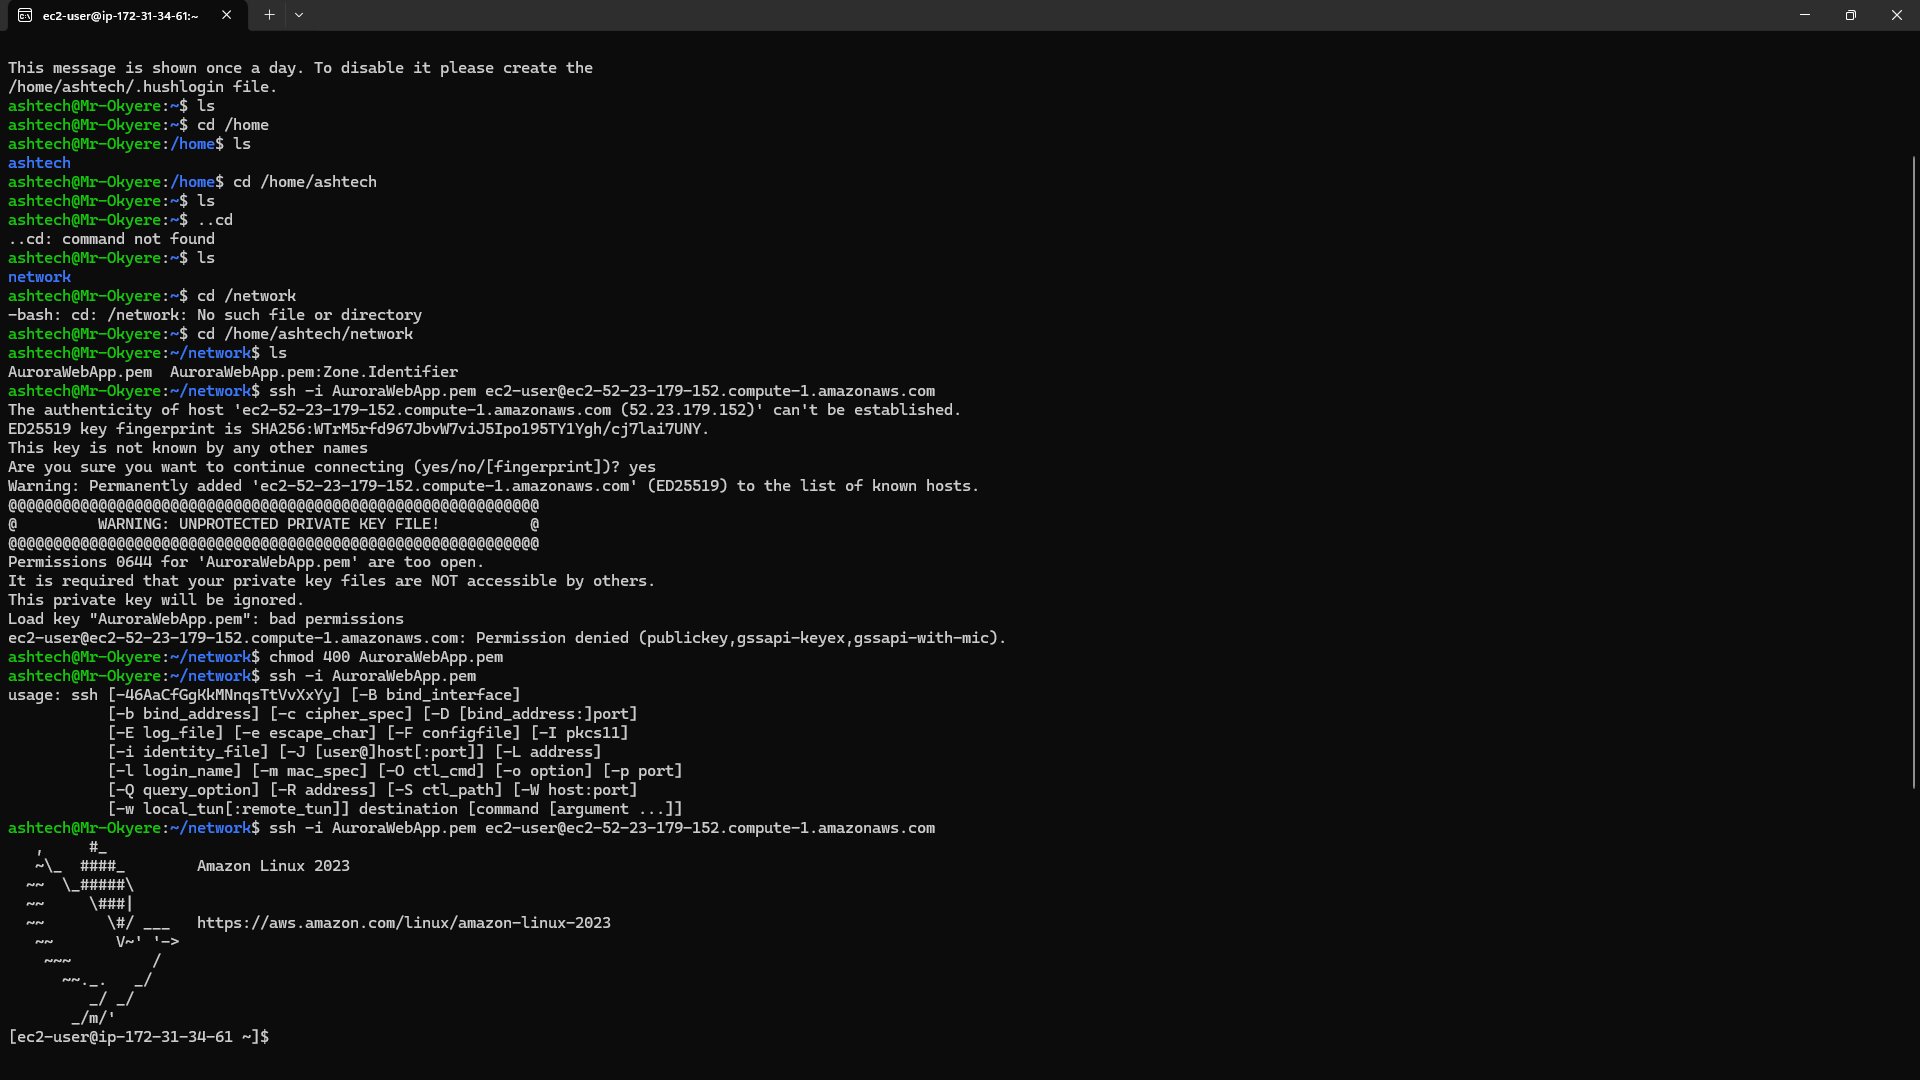 ec2-user@ip-172-31-34-61:~
This message is shown once a day. To disable it please create the
/home/ashtech/.hushlogin file.
ashtech@Mr-Okyere:~$ ls
ashtech@Mr-Okyere:~$ cd /home
ashtech@Mr-Okyere:/home$ ls
ashtech
ashtech@Mr-Okyere:/home$ cd /home/ashtech
ashtech@Mr-Okyere:~$ ls
ashtech@Mr-Okyere:~$ ..cd
..cd: command not found
ashtech@Mr-Okyere:~$ ls
network
ashtech@Mr-Okyere:~$ cd /network
-bash: cd: /network: No such file or directory
ashtech@Mr-Okyere:~$ cd /home/ashtech/network
ashtech@Mr-Okyere:~/network$ ls
AuroraWebApp.pem  AuroraWebApp.pem:Zone.Identifier
ashtech@Mr-Okyere:~/network$ ssh -i AuroraWebApp.pem ec2-user@ec2-52-23-179-152.compute-1.amazonaws.com
The authenticity of host 'ec2-52-23-179-152.compute-1.amazonaws.com (52.23.179.152)' can't be established.
ED25519 key fingerprint is SHA256:WTrM5rfd967JbvW7viJ5Ipo195TY1Ygh/cj7lai7UNY.
This key is not known by any other names
Are you sure you want to continue connecting (yes/no/[fingerprint])? yes
Warning: Permanently added 'ec2-52-23-179-152.compute-1.amazonaws.com' (ED25519) to the list of known hosts.
@@@@@@@@@@@@@@@@@@@@@@@@@@@@@@@@@@@@@@@@@@@@@@@@@@@@@@@@@@@
@         WARNING: UNPROTECTED PRIVATE KEY FILE!          @
@@@@@@@@@@@@@@@@@@@@@@@@@@@@@@@@@@@@@@@@@@@@@@@@@@@@@@@@@@@
Permissions 0644 for 'AuroraWebApp.pem' are too open.
It is required that your private key files are NOT accessible by others.
This private key will be ignored.
Load key "AuroraWebApp.pem": bad permissions
ec2-user@ec2-52-23-179-152.compute-1.amazonaws.com: Permission denied (publickey,gssapi-keyex,gssapi-with-mic).
ashtech@Mr-Okyere:~/network$ chmod 400 AuroraWebApp.pem
ashtech@Mr-Okyere:~/network$ ssh -i AuroraWebApp.pem
usage: ssh [-46AaCfGgKkMNnqsTtVvXxYy] [-B bind_interface]
           [-b bind_address] [-c cipher_spec] [-D [bind_address:]port]
           [-E log_file] [-e escape_char] [-F configfile] [-I pkcs11]
           [-i identity_file] [-J [user@]host[:port]] [-L address]
           [-l login_name] [-m mac_spec] [-O ctl_cmd] [-o option] [-p port]
           [-Q query_option] [-R address] [-S ctl_path] [-W host:port]
           [-w local_tun[:remote_tun]] destination [command [argument ...]]
ashtech@Mr-Okyere:~/network$ ssh -i AuroraWebApp.pem ec2-user@ec2-52-23-179-152.compute-1.amazonaws.com
   ,     #_
   ~\_  ####_        Amazon Linux 2023
  ~~  \_#####\
  ~~     \###|
  ~~       \#/ ___   https://aws.amazon.com/linux/amazon-linux-2023
   ~~       V~' '->
    ~~~         /
      ~~._.   _/
         _/ _/
       _/m/'
[ec2-user@ip-172-31-34-61 ~]$